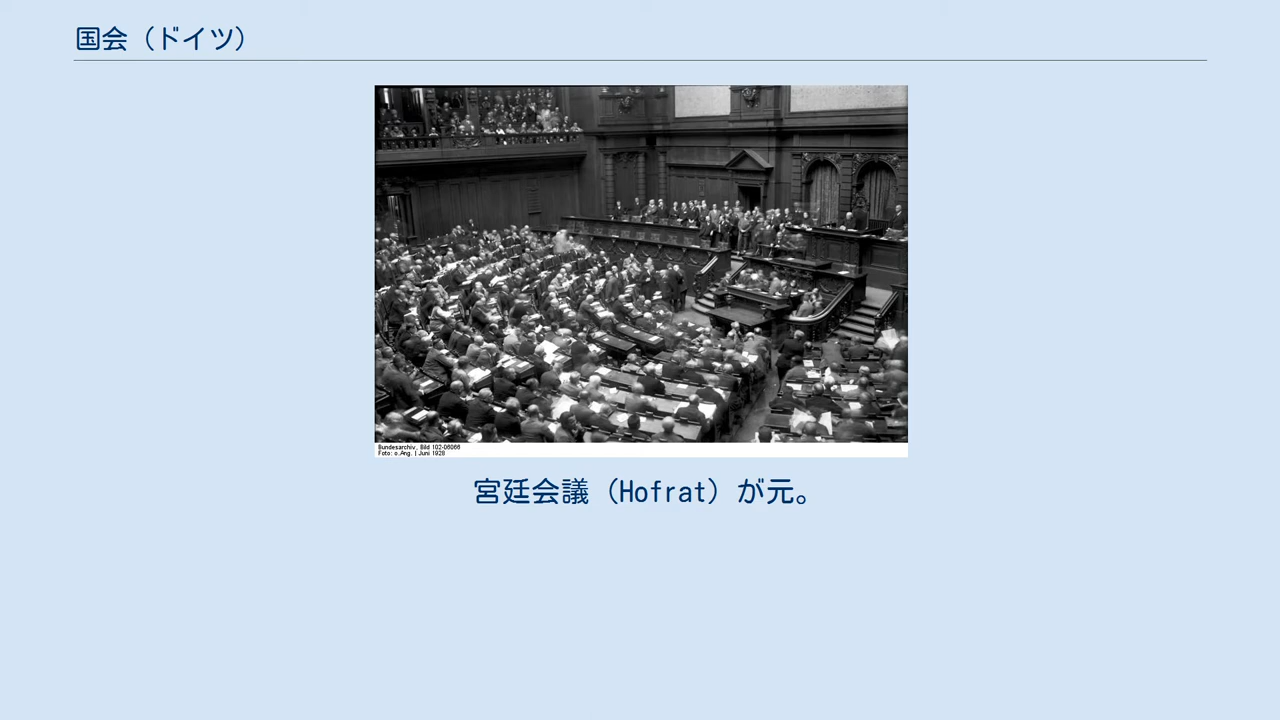 国会（ドイツ）
Bundesarchiv, Bild 102-06066
Foto: o.Ang. | Juni 1928
宮廷会議（Hofrat）が元。